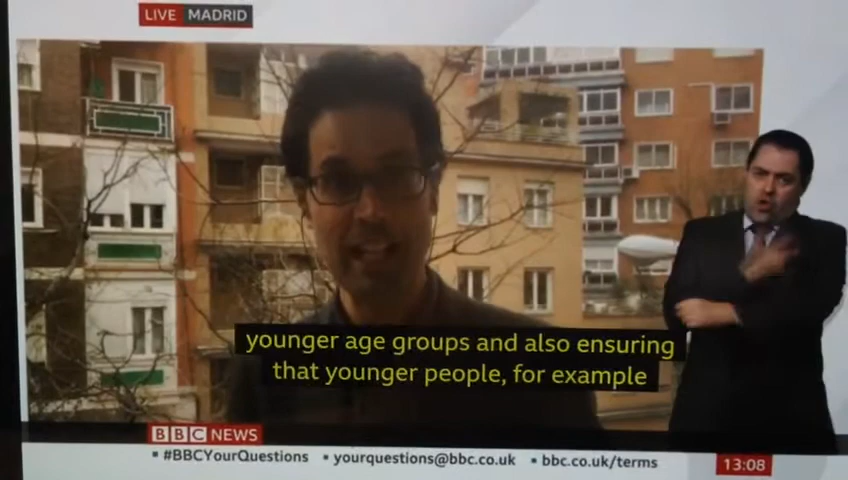 LIVE MADRID
younger age groups and also ensuring
that younger people, for example
BBC NEWS
#BBCYourQuestions yourquestions@bbc.co.uk bbc.co.uk/terms
13:08